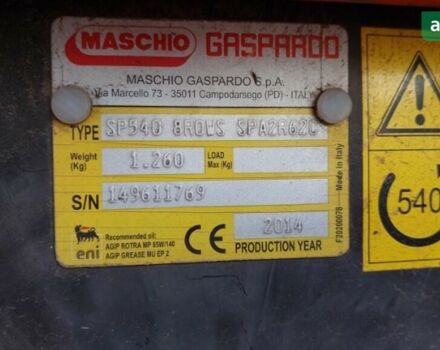 MASCHIO GASPARDO
MASCHIO GASPARDO S.p.A.
Via Marcello 73 - 35011 Campodarsego (PD) - ITALY
TYPE SP540 8ROWS
Weight (Kg) 1.260 LOAD Max (Kg)
S/N 149611769
2014
PRODUCTION YEAR
CE
eni
Recommended oil:
AGIP ROTRA MP 85W/140
AGIP GREASE MU EP 2
Made in Italy
F20200078
540